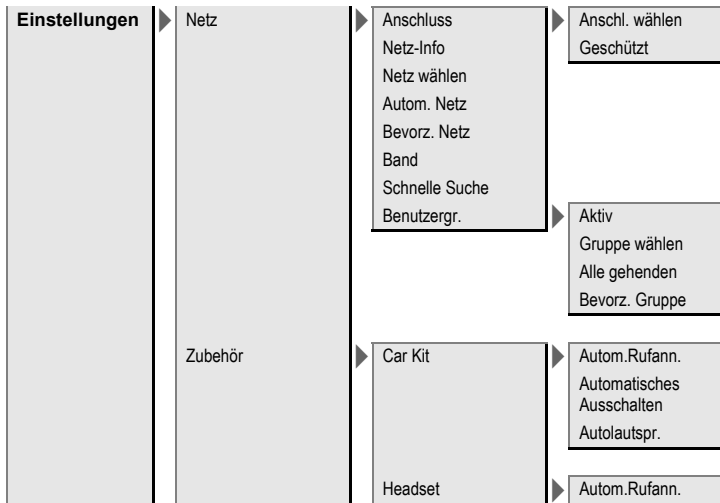 Einstellungen Netz Anschluss Anschl. wählen
Netz-Info Geschützt
Netz wählen
Autom. Netz
Bevorz. Netz
Band
Schnelle Suche
Benutzergr. Aktiv
Gruppe wählen
Alle gehenden
Bevorz. Gruppe
Zubehör Car Kit Autom.Rufann.
Automatisches
Ausschalten
Autolautspr.
Headset Autom.Rufann.